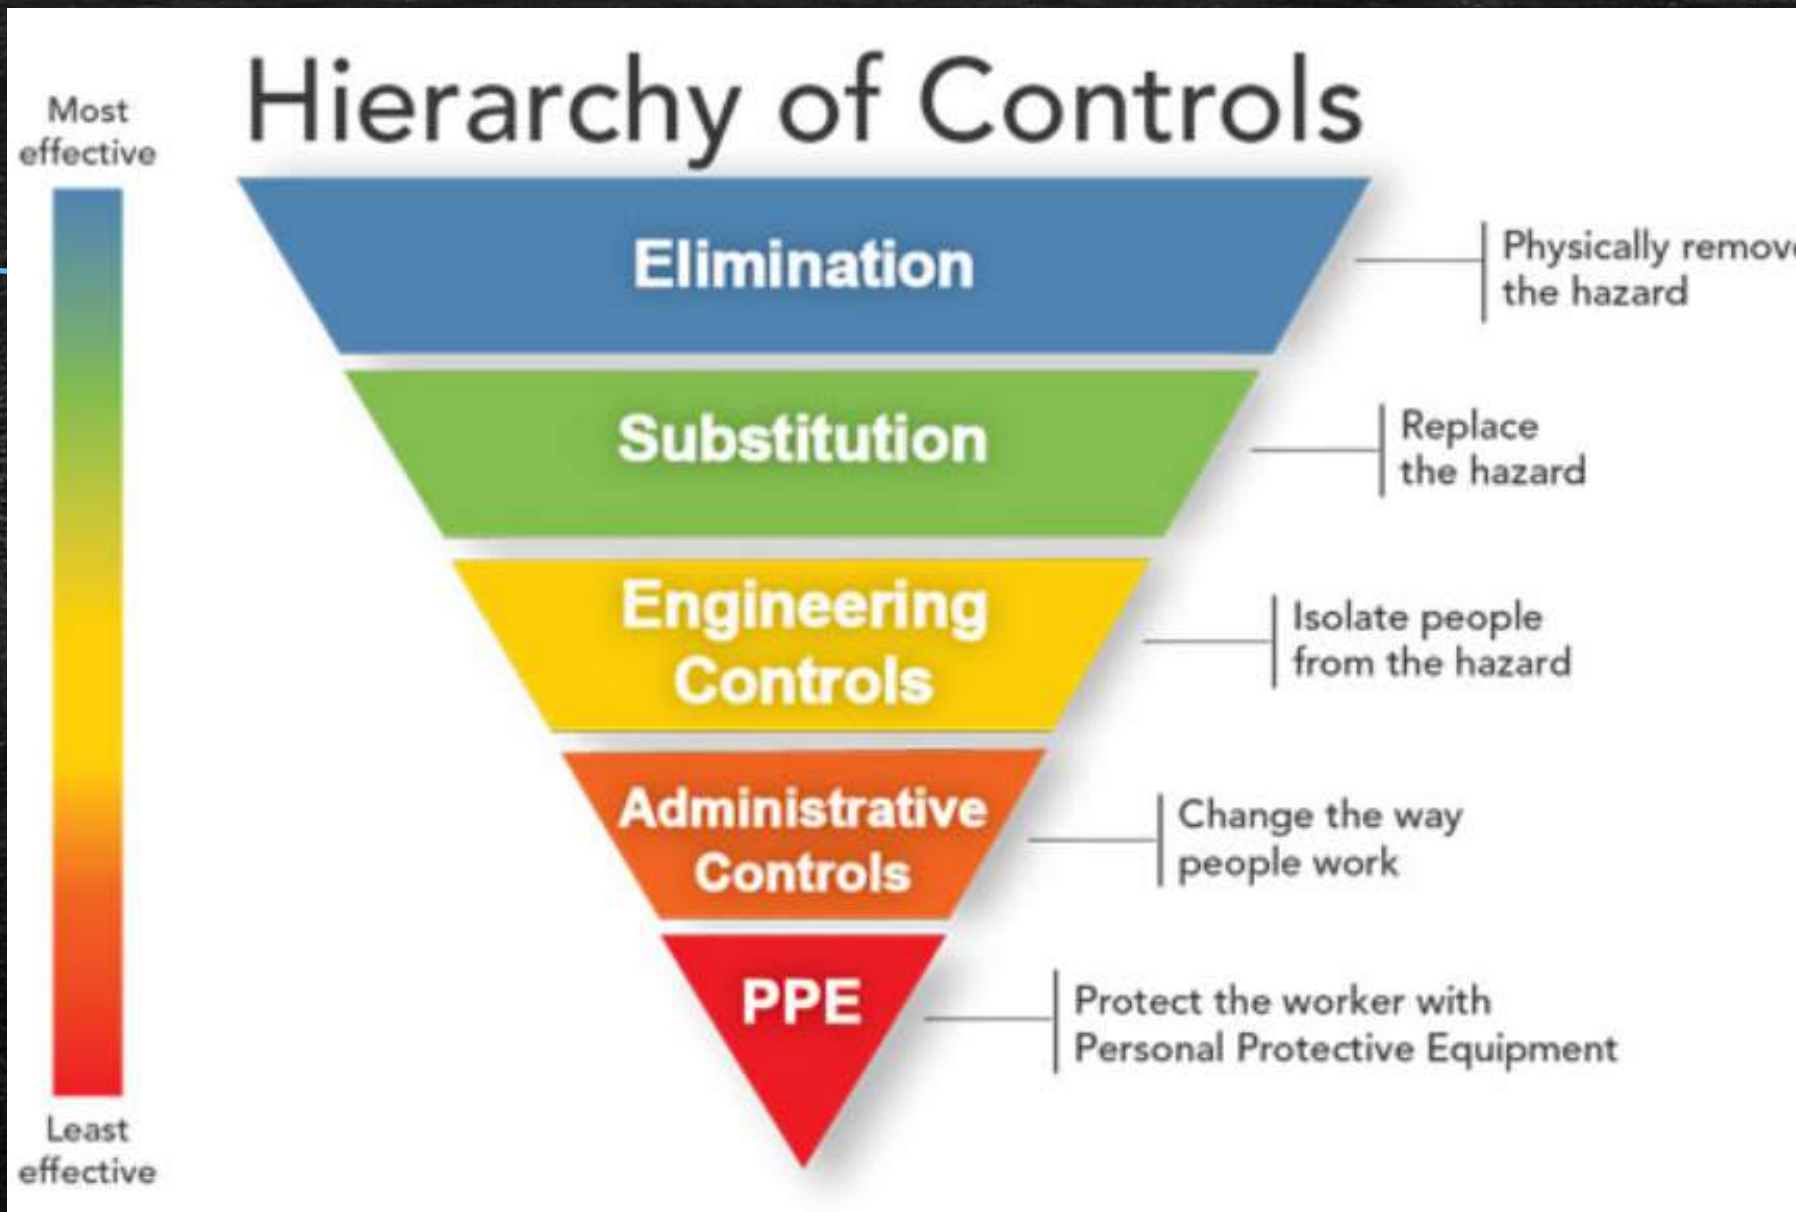 Hierarchy of Controls
Most
effective
Elimination
Physically remove
the hazard
Substitution
Replace
the hazard
Engineering
Controls
Isolate people
from the hazard
Administrative
Controls
Change the way
people work
PPE
Protect the worker with
Personal Protective Equipment
Least
effective